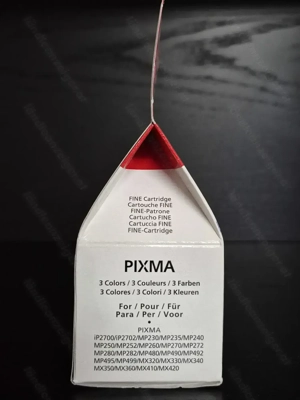 FINE Cartridge
Cartouche FINE
FINE-Patrone
Cartucho FINE
Cartuccia FINE
FINE-Cartridge
PIXMA
3 Colors / 3 Couleurs / 3 Farben
3 Colores / 3 Colori / 3 Kleuren
For / Pour / Für
Para / Per / Voor
•
PIXMA
iP2700/iP2702/MP230/MP235/MP240
MP250/MP252/MP260/MP270/MP272
MP280/MP282/MP480/MP490/MP492
MP495/MP499/MX320/MX330/MX340
MX350/MX360/MX410/MX420